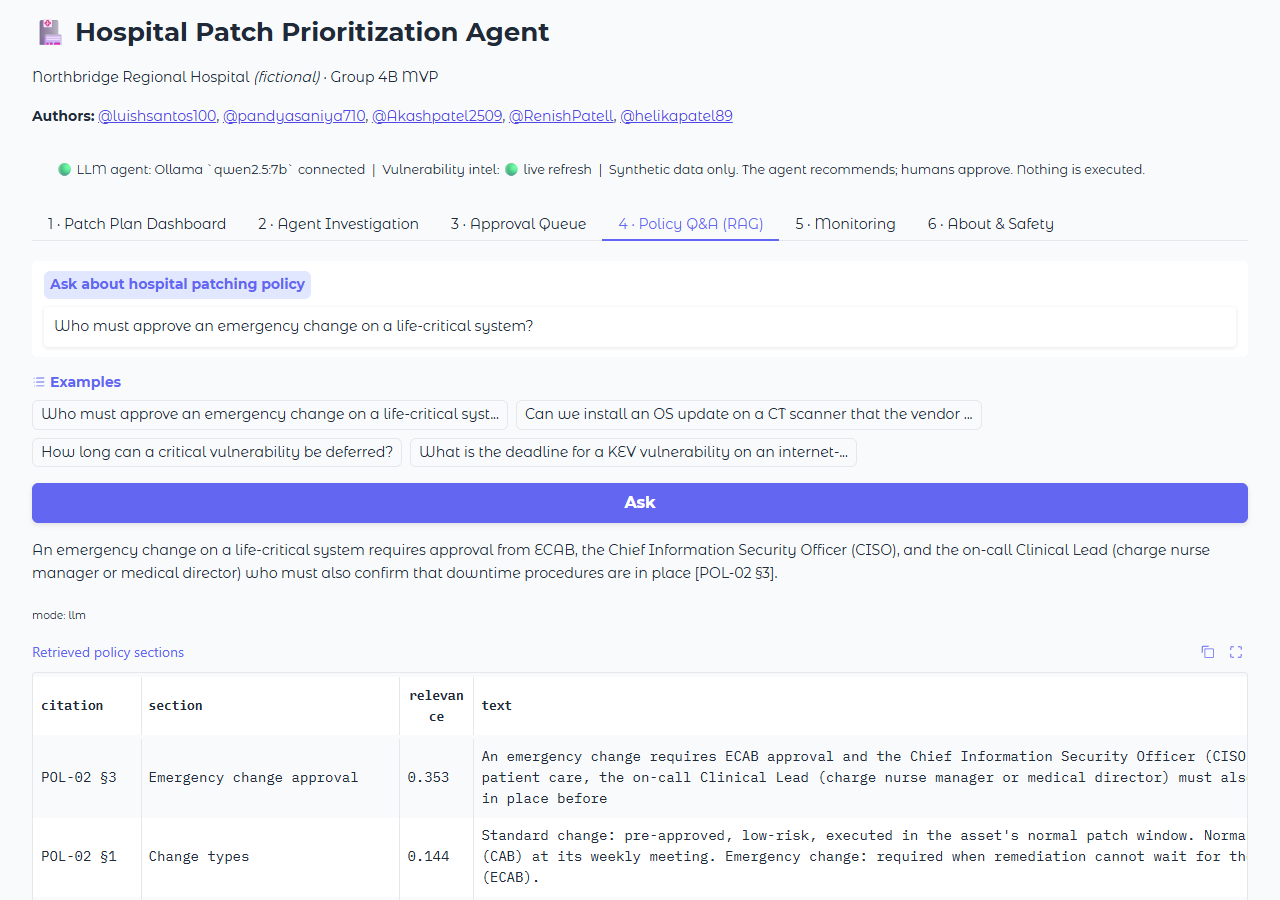 Hospital Patch Prioritization Agent
Northbridge Regional Hospital (fictional) · Group 4B MVP
Authors: @luishsantos100, @pandyasaniya710, @Akashpatel2509, @RenishPatell, @helikapatel89
LLM agent: Ollama `qwen2.5:7b` connected | Vulnerability intel: live refresh | Synthetic data only. The agent recommends; humans approve. Nothing is executed.
1 · Patch Plan Dashboard 2 · Agent Investigation 3 · Approval Queue 4 · Policy Q&A (RAG) 5 · Monitoring 6 · About & Safety
Ask about hospital patching policy
Who must approve an emergency change on a life-critical system?
Examples
Who must approve an emergency change on a life-critical syst... Can we install an OS update on a CT scanner that the vendor ...
How long can a critical vulnerability be deferred? What is the deadline for a KEV vulnerability on an internet-...
Ask
An emergency change on a life-critical system requires approval from ECAB, the Chief Information Security Officer (CISO), and the on-call Clinical Lead (charge nurse
manager or medical director) who must also confirm that downtime procedures are in place [POL-02 §3].
mode: llm
Retrieved policy sections
citation section relevan
ce text
POL-02 §3 Emergency change approval 0.353 An emergency change requires ECAB approval and the Chief Information Security Officer (CISO
patient care, the on-call Clinical Lead (charge nurse manager or medical director) must als
in place before
POL-02 §1 Change types 0.144 Standard change: pre-approved, low-risk, executed in the asset's normal patch window. Norma
(CAB) at its weekly meeting. Emergency change: required when remediation cannot wait for th
(ECAB).